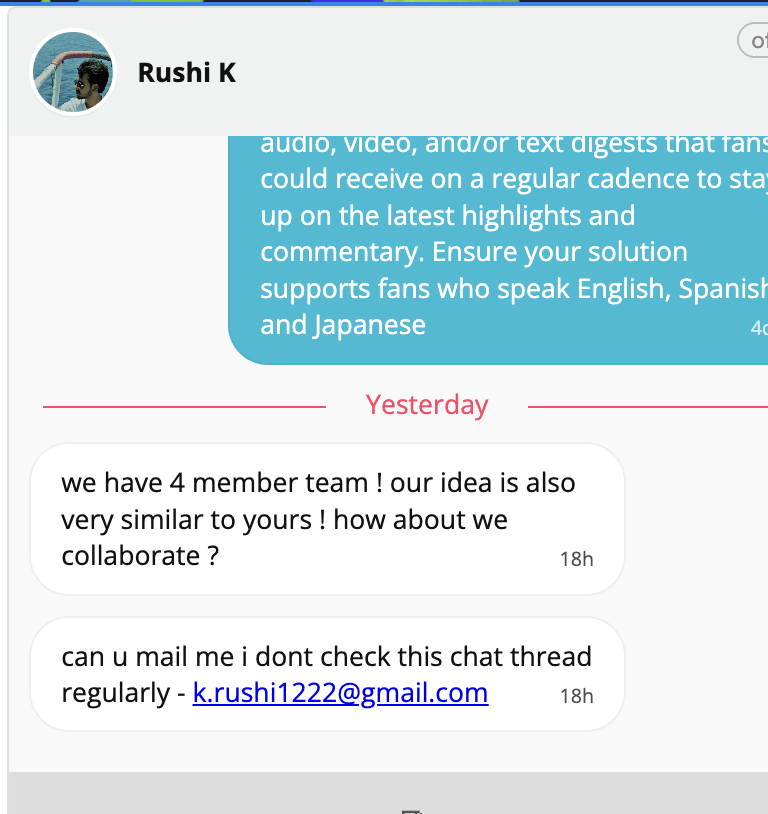 Rushi K
of
audio, video, and/or text digests that fans
could receive on a regular cadence to stay
up on the latest highlights and
commentary. Ensure your solution
supports fans who speak English, Spanish
and Japanese
Yesterday
we have 4 member team ! our idea is also
very similar to yours ! how about we
collaborate ?
18h
can u mail me i dont check this chat thread
regularly - k.rushi1222@gmail.com
18h